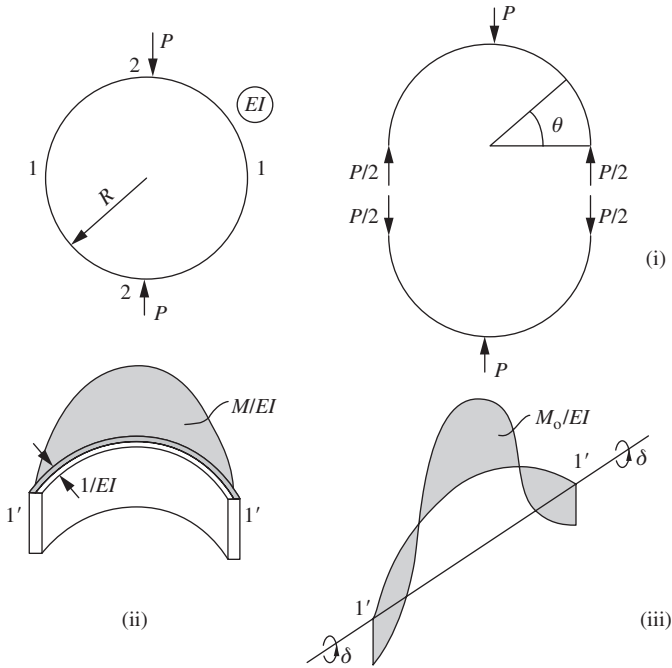 P
2
EI
1
1
R
2
P
P
θ
P/2
P/2
P/2
P/2
(i)
P
M/EI
1/EI
1′
1′
(ii)
Mₒ/EI
1′
δ
1′
δ
(iii)